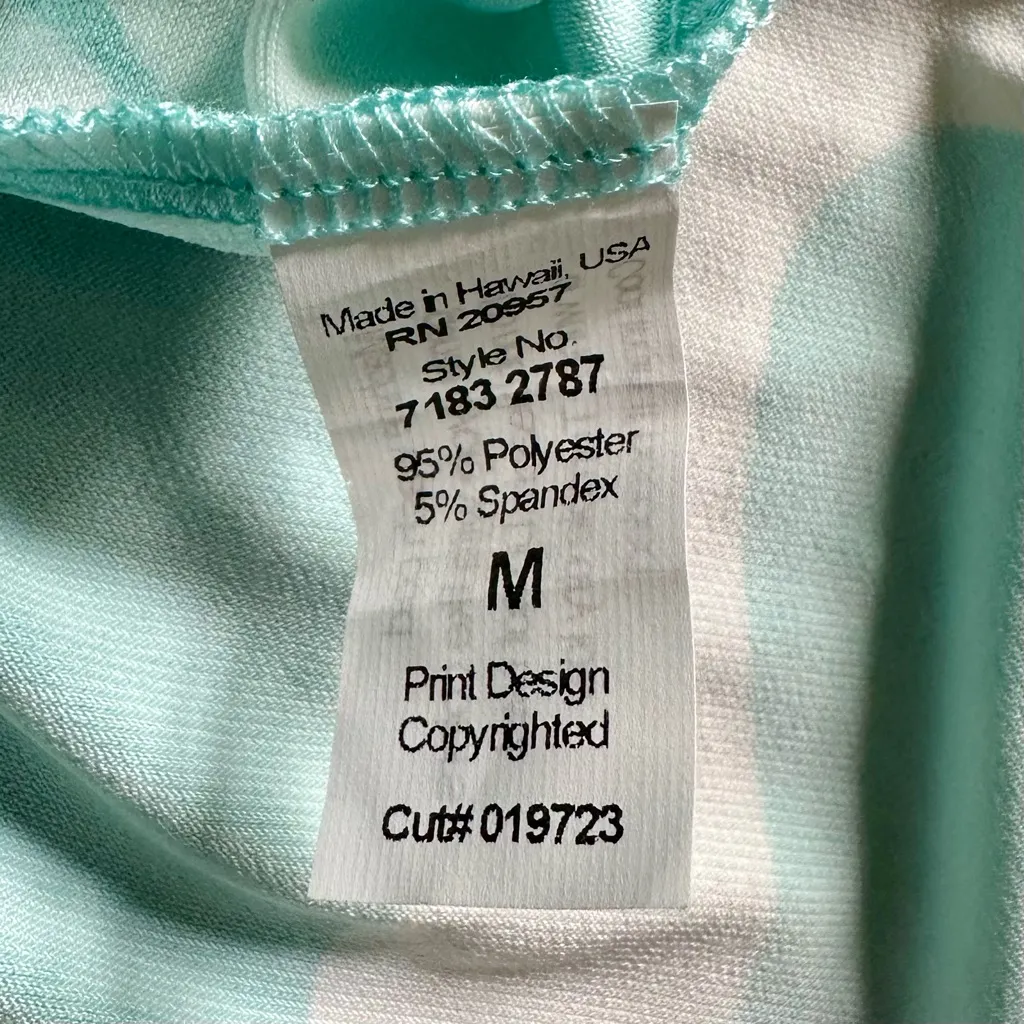 Made in Hawaii, USA
RN 20957
Style No.
7183 2787
95% Polyester
5% Spandex
M
Print Design
Copyrighted
Cut# 019723